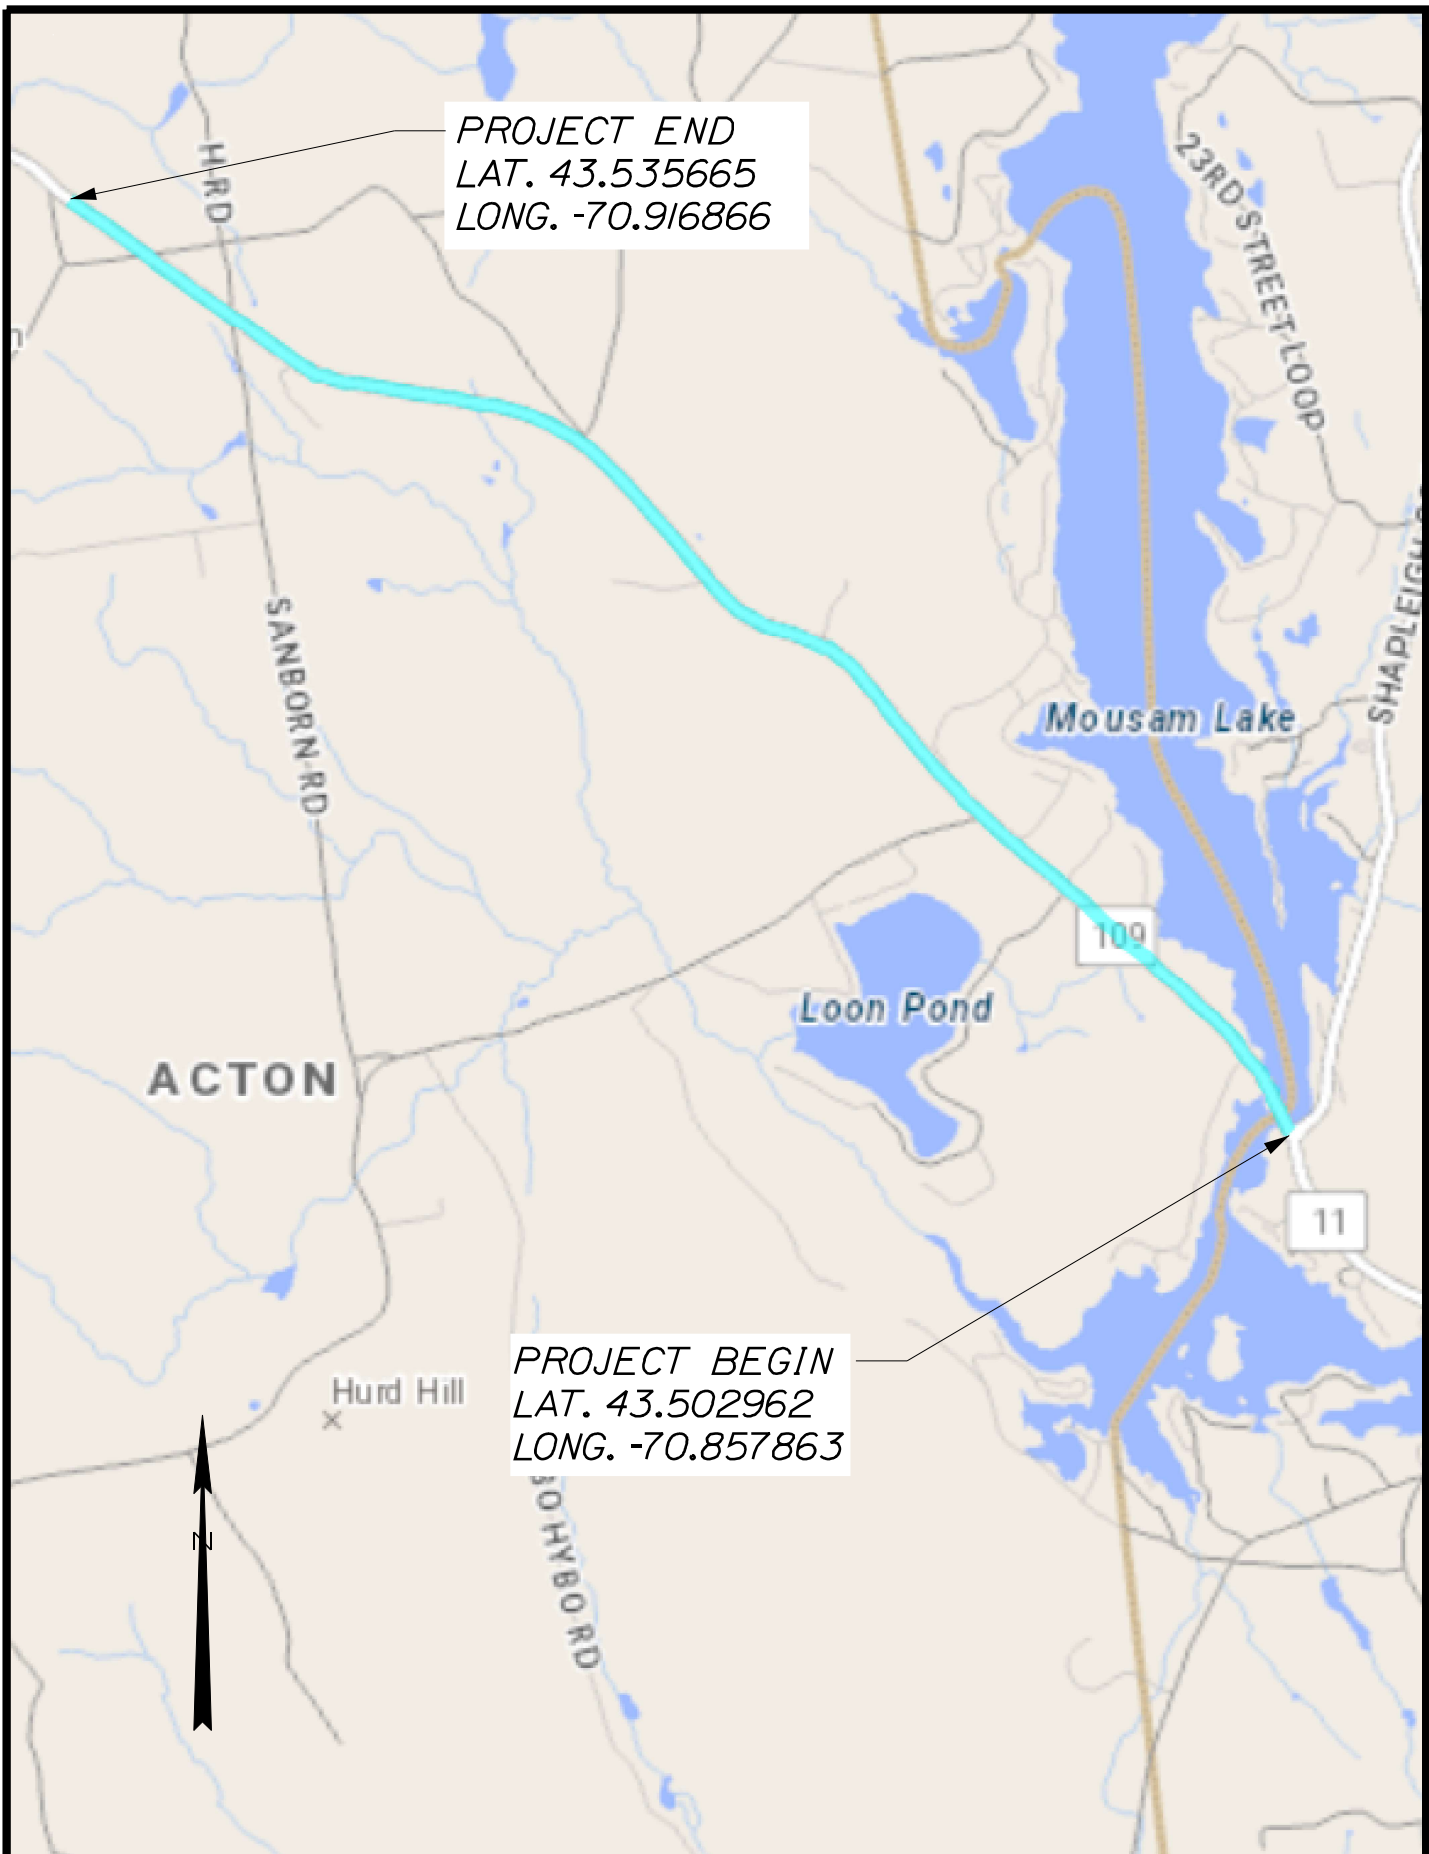 PROJECT END
LAT. 43.535665
LONG. -70.916866
H RD
23RD STREET LOOP
SANBORN RD
SHAPLEIGH
Mousam Lake
109
Loon Pond
ACTON
11
PROJECT BEGIN
LAT. 43.502962
LONG. -70.857863
Hurd Hill
N
BO HYBO RD